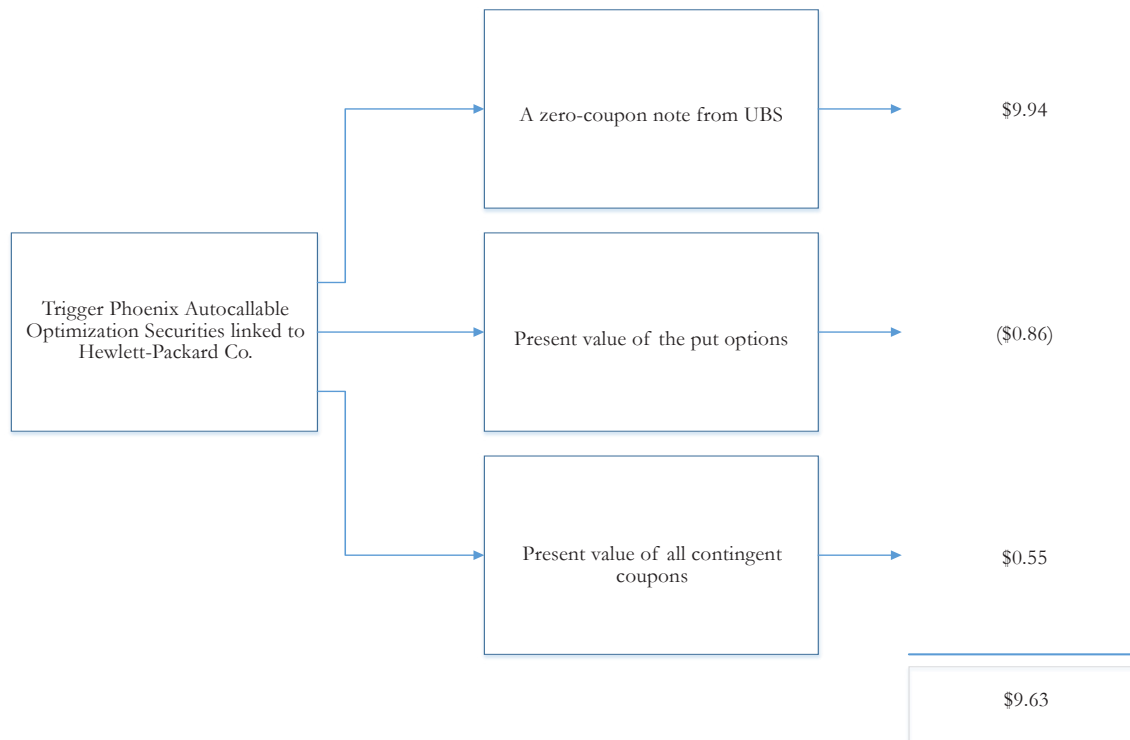 A zero-coupon note from UBS
$9.94
Trigger Phoenix Autocallable
Optimization Securities linked to
Hewlett-Packard Co.
Present value of the put options
($0.86)
Present value of all contingent
coupons
$0.55
$9.63